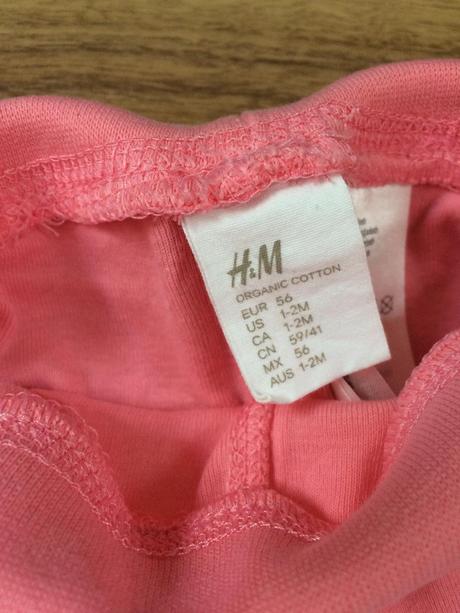 H&M
ORGANIC COTTON
EUR 56
US 1-2M
CA 1-2M
CN 59/41
MX 56
AUS 1-2M